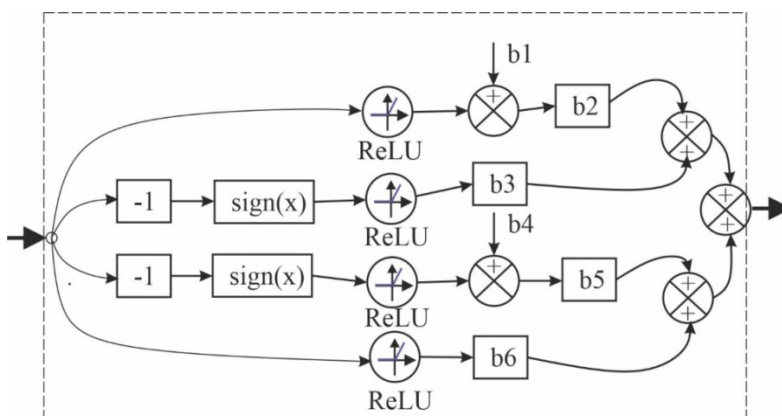 b1
+
b2
ReLU
+
+
-1
sign(x)
ReLU
b3
+
+
b4
-1
sign(x)
ReLU
+
b5
+
+
ReLU
b6